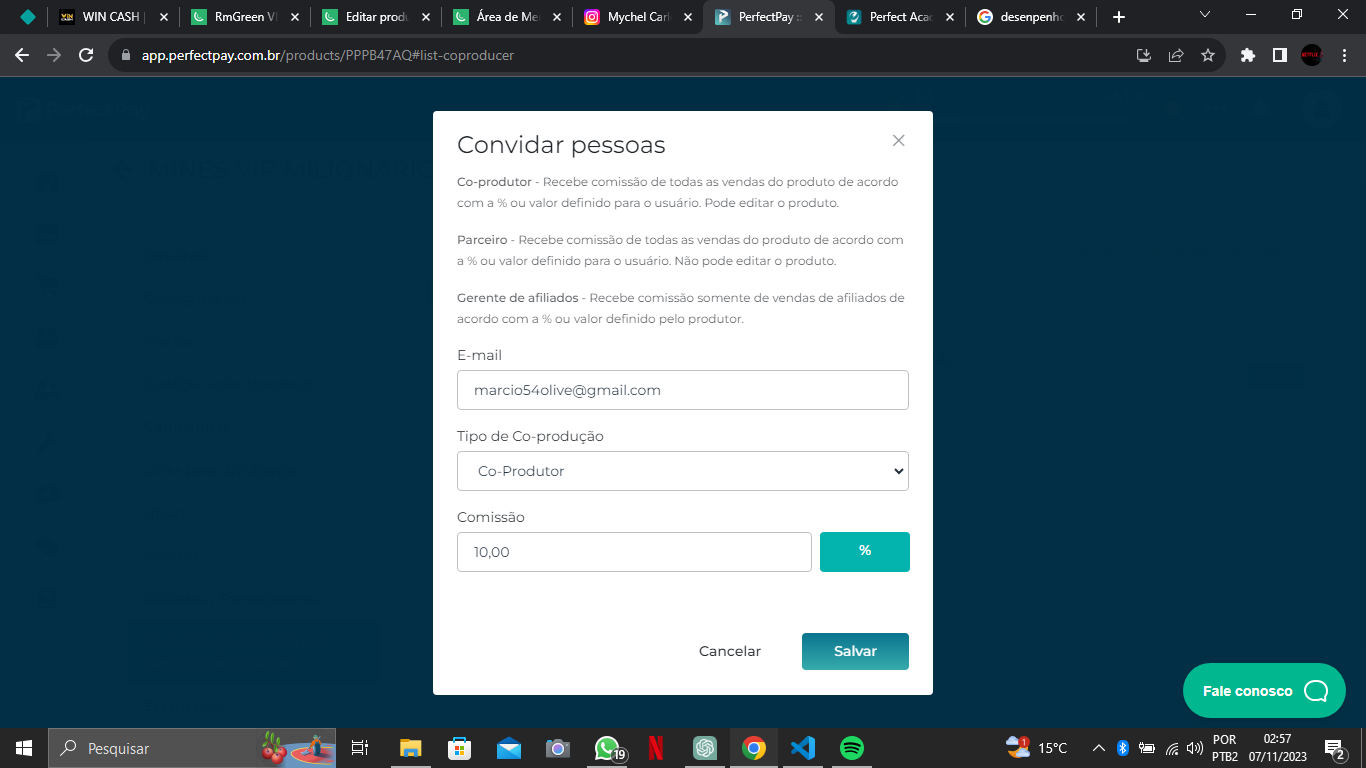 WIN CASH |
RmGreen VI
Editar produ
Área de Mer
Mychel Carl
PerfectPay ::
Perfect Acad
desenpenho
app.perfectpay.com.br/products/PPPB47AQ#list-coproducer
Convidar pessoas
Co-produtor - Recebe comissão de todas as vendas do produto de acordo
com a % ou valor definido para o usuário. Pode editar o produto.
Parceiro - Recebe comissão de todas as vendas do produto de acordo com
a % ou valor definido para o usuário. Não pode editar o produto.
Gerente de afiliados - Recebe comissão somente de vendas de afiliados de
acordo com a % ou valor definido pelo produtor.
E-mail
marcio54olive@gmail.com
Tipo de Co-produção
Co-Produtor
Comissão
10,00
%
Cancelar
Salvar
Fale conosco
Pesquisar
19
1
15°C
POR
PTB2
02:57
07/11/2023
2